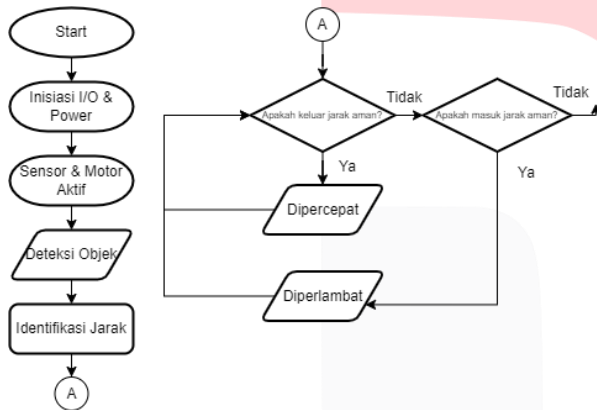 Start
Inisiasi I/O &
Power
Sensor & Motor
Aktif
Deteksi Objek
Identifikasi Jarak
A
A
Apakah keluar jarak aman?
Tidak
Apakah masuk jarak aman?
Tidak
Ya
Ya
Dipercepat
Diperlambat